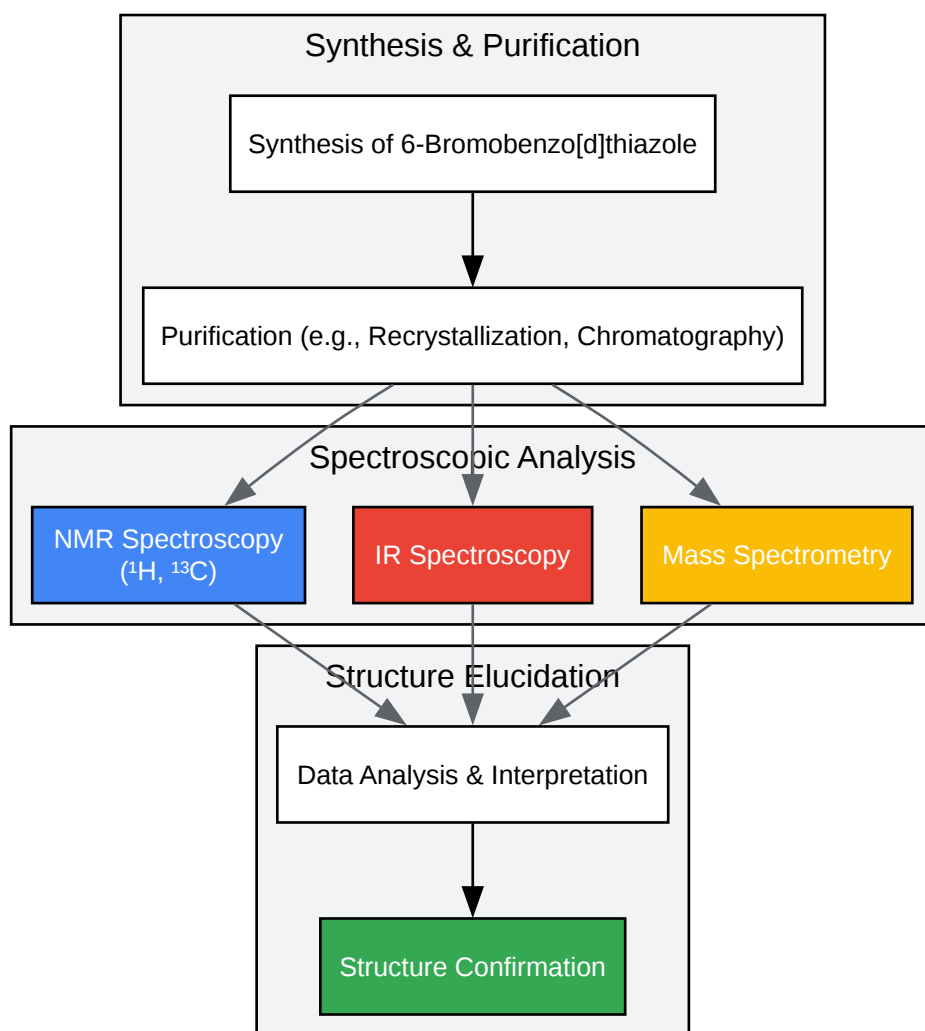 Synthesis & Purification
Synthesis of 6-Bromobenzo[d]thiazole
Purification (e.g., Recrystallization, Chromatography)
Spectroscopic Analysis
NMR Spectroscopy
(¹H, ¹³C)
IR Spectroscopy
Mass Spectrometry
Structure Elucidation
Data Analysis & Interpretation
Structure Confirmation